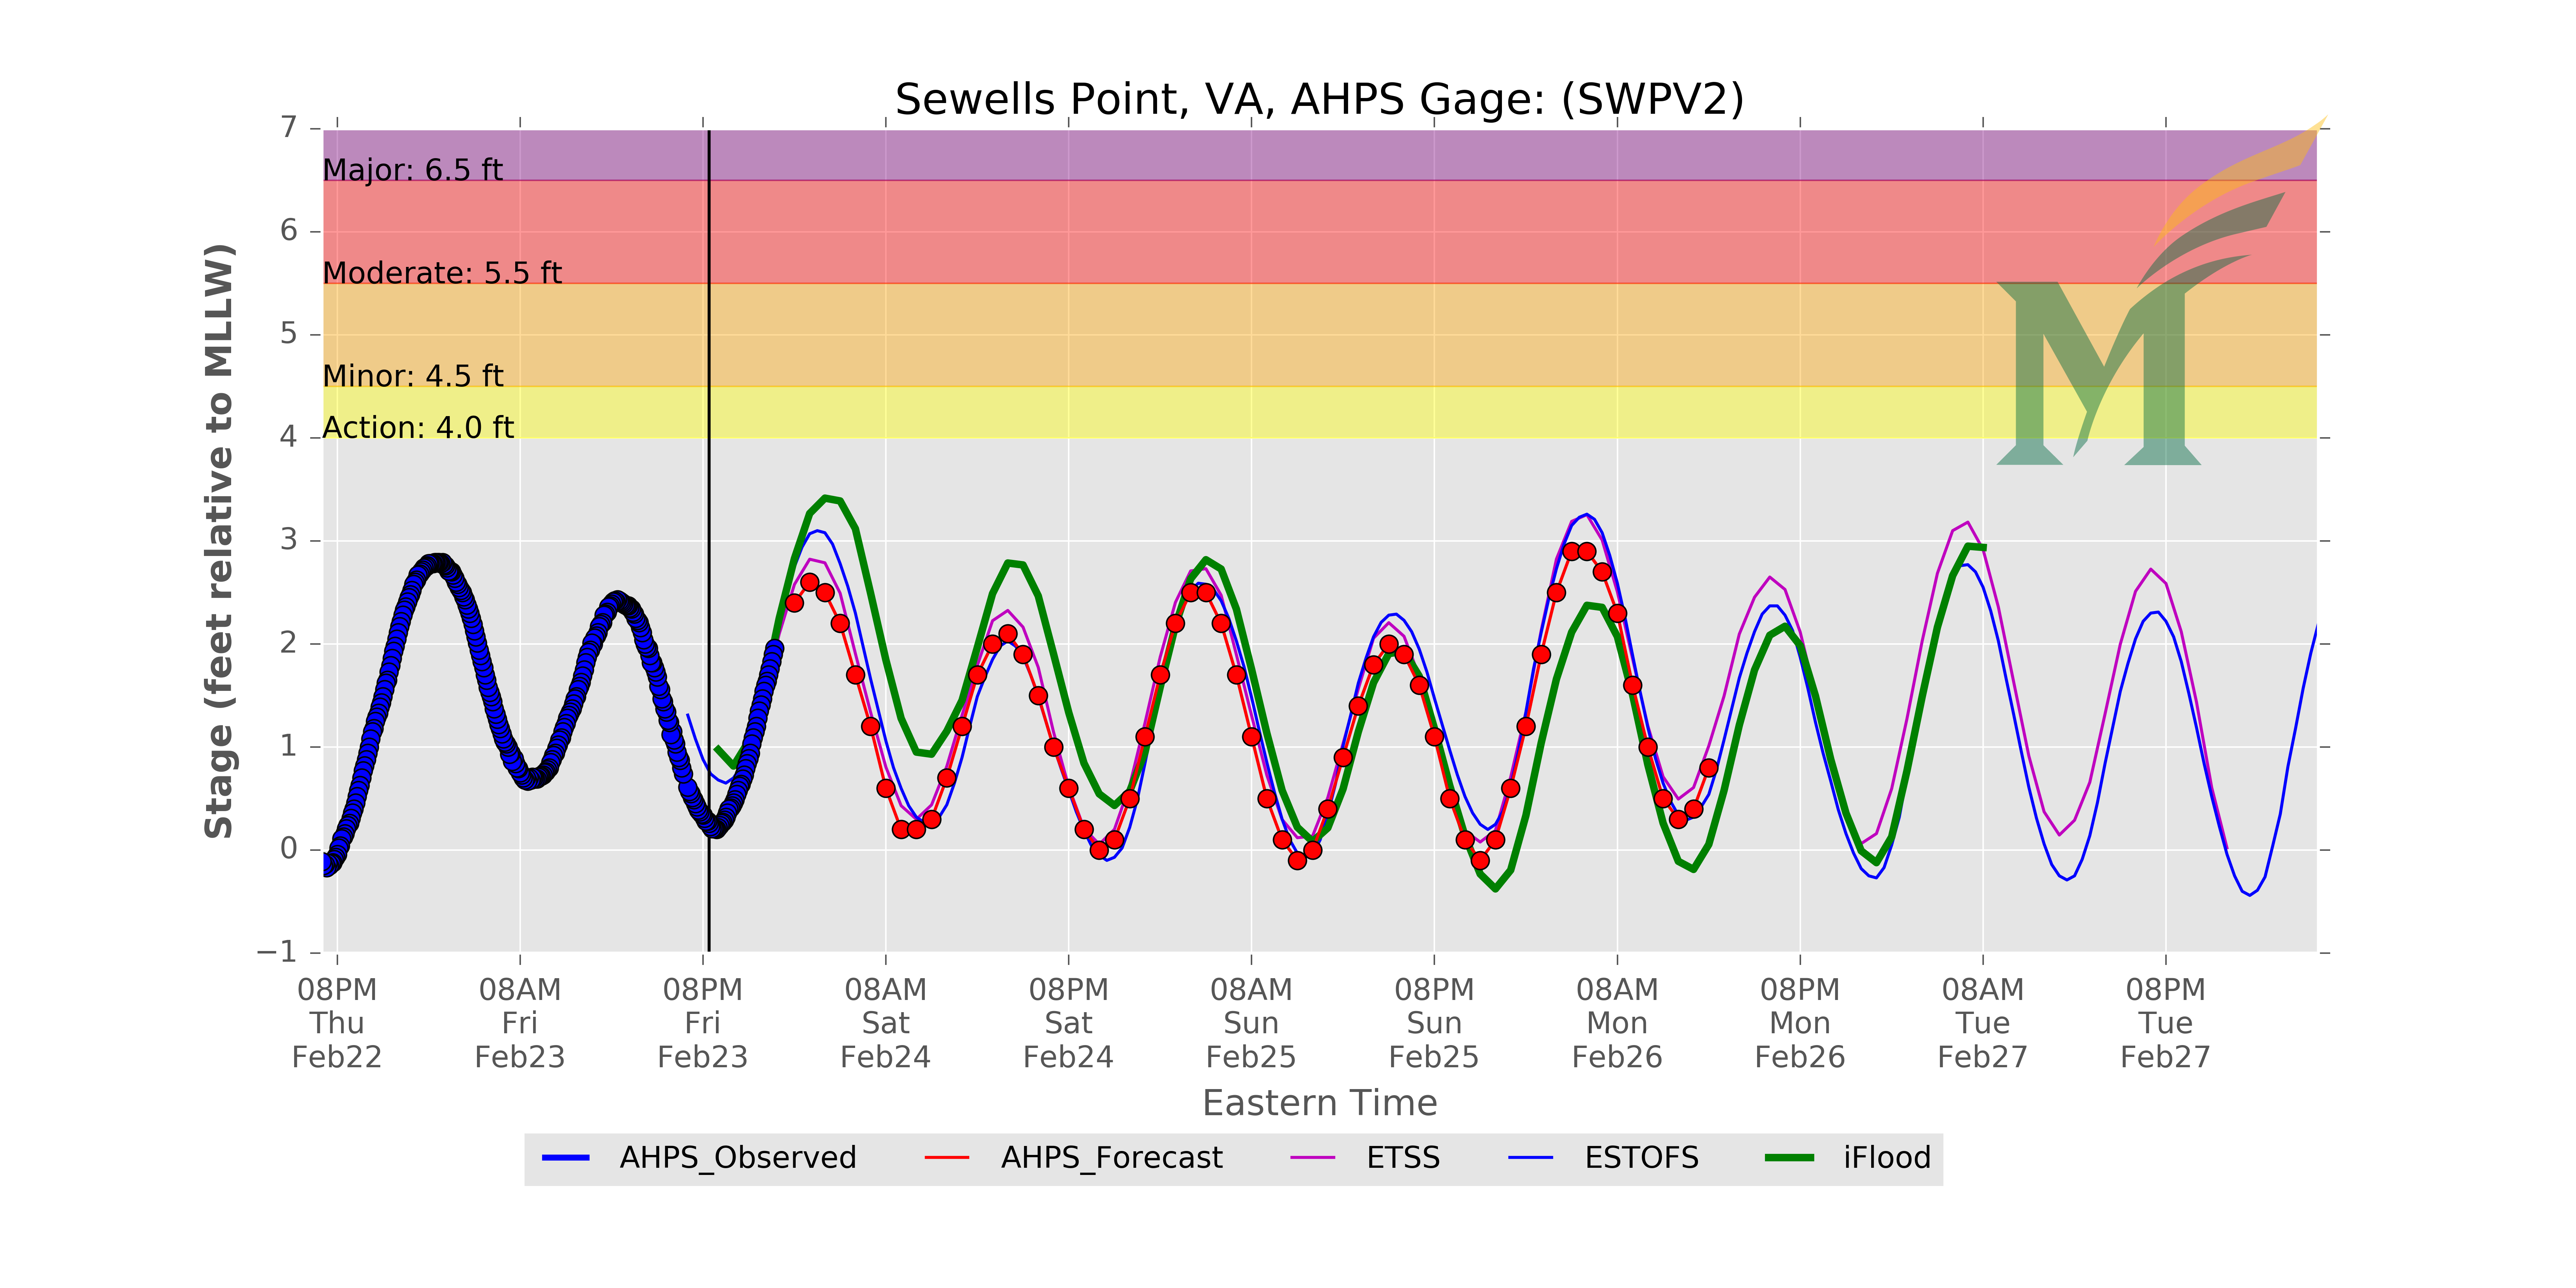 Sewells Point, VA, AHPS Gage: (SWPV2)
7
6
5
4
3
2
1
0
−1
Stage (feet relative to MLLW)
Major: 6.5 ft
Moderate: 5.5 ft
Minor: 4.5 ft
Action: 4.0 ft
08PM 08AM 08PM 08AM 08PM 08AM 08PM 08AM 08PM 08AM 08PM
Thu Fri Fri Sat Sat Sun Sun Mon Mon Tue Tue
Feb22 Feb23 Feb23 Feb24 Feb24 Feb25 Feb25 Feb26 Feb26 Feb27 Feb27
Eastern Time
AHPS_Observed AHPS_Forecast ETSS ESTOFS iFlood
M